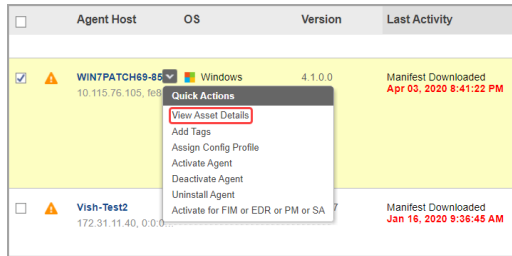 Agent Host OS Version Last Activity
WIN7PATCH69-85 Windows 4.1.0.0 Manifest Downloaded
10.115.76.105, fe8 Apr 03, 2020 8:41:22 PM
Quick Actions
View Asset Details
Add Tags
Assign Config Profile
Activate Agent
Deactivate Agent
Uninstall Agent
Activate for FIM or EDR or PM or SA
Vish-Test2 7 Manifest Downloaded
172.31.11.40, 0:0:0... Jan 16, 2020 9:36:45 AM